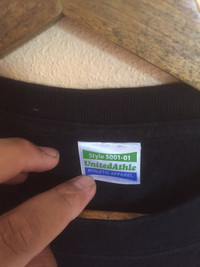 Style 5001-01
UnitedAthle
ATHLETIC APPAREL